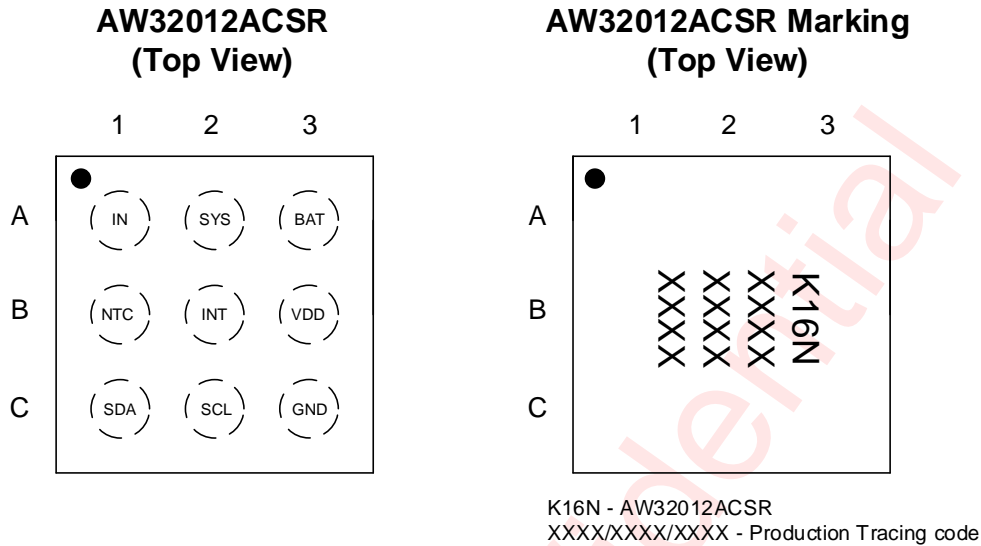 AW32012ACSR
(Top View)
1 2 3
A IN SYS BAT
B NTC INT VDD
C SDA SCL GND
AW32012ACSR Marking
(Top View)
1 2 3
A
B
C
K16N
XXXX
XXXX
XXXX
K16N - AW32012ACSR
XXXX/XXXX/XXXX - Production Tracing code